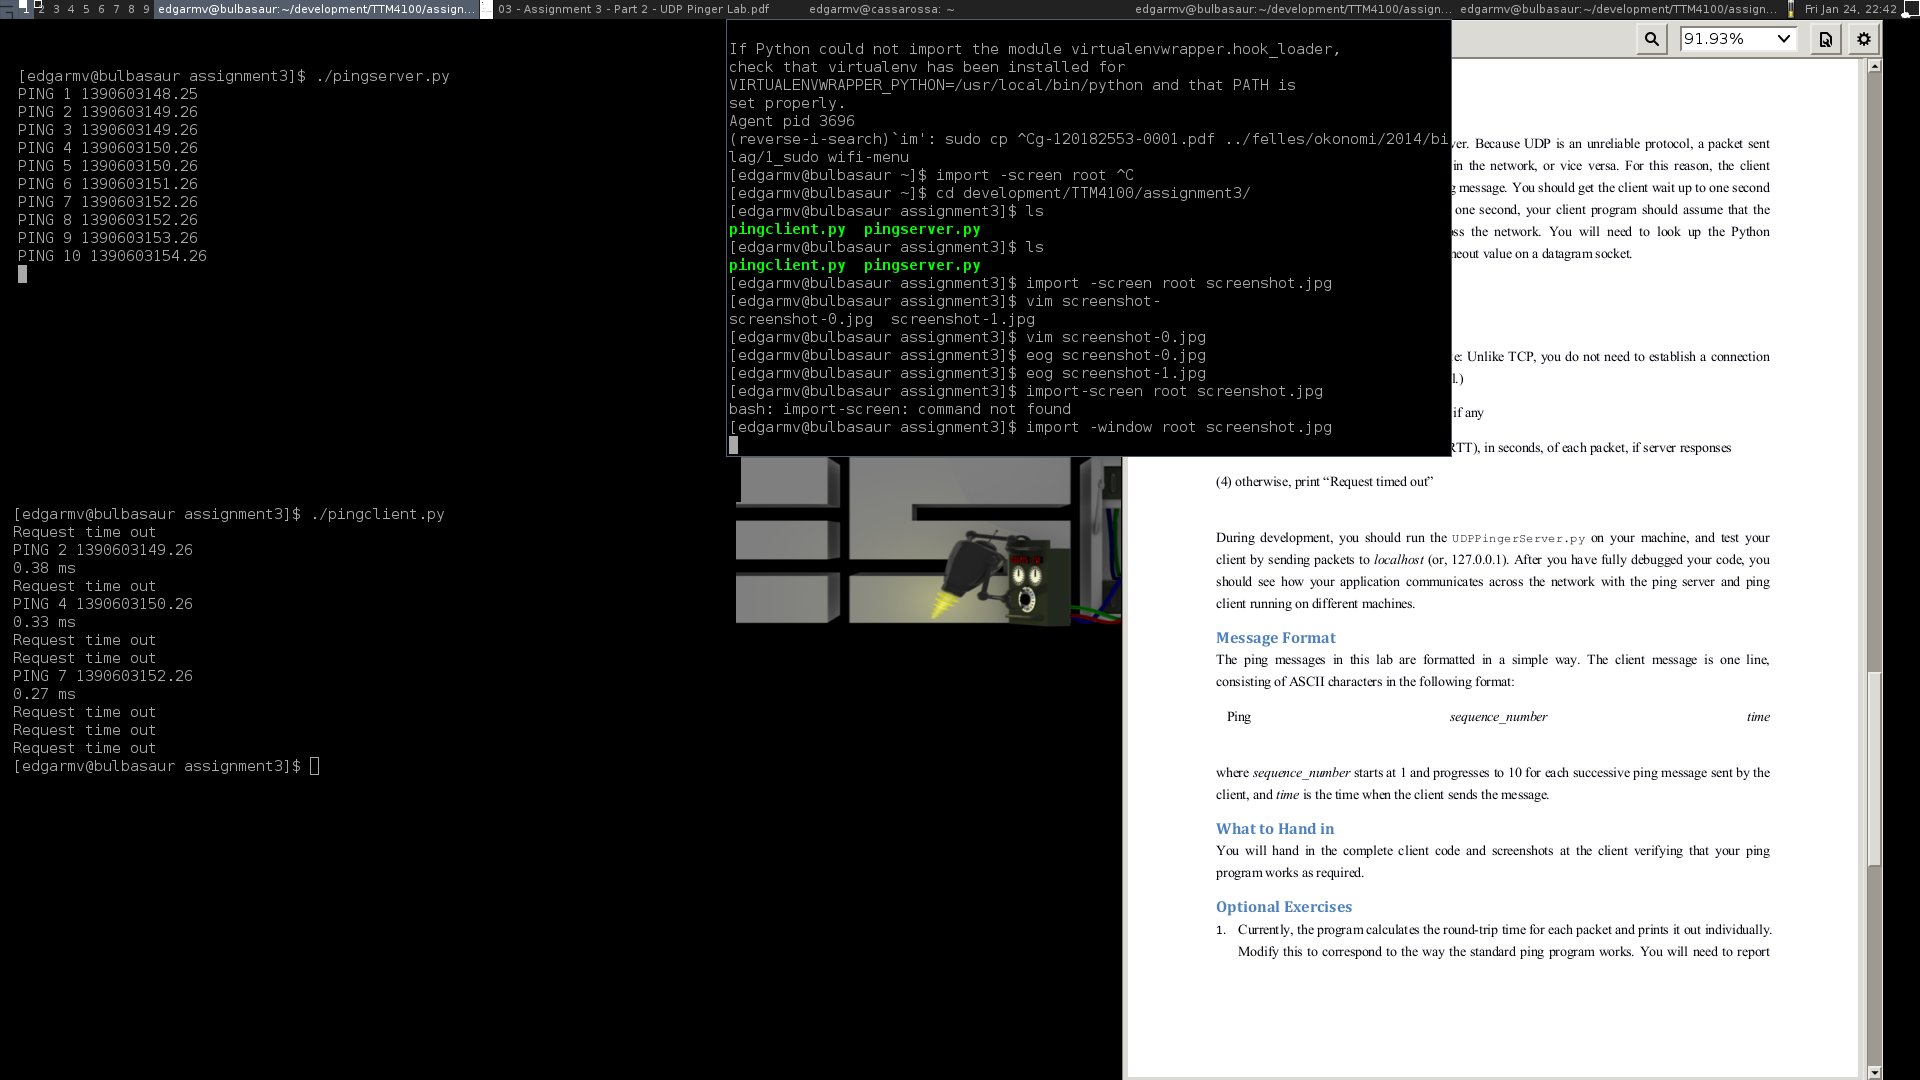 1 2 3 4 5 6 7 8 9 edgarmv@bulbasaur:~/development/TTM4100/assign... 03 - Assignment 3 - Part 2 - UDP Pinger Lab.pdf edgarmv@cassarossa: ~ edgarmv@bulbasaur:~/development/TTM4100/assign... edgarmv@bulbasaur:~/development/TTM4100/assign... Fri Jan 24, 22:42
[edgarmv@bulbasaur assignment3]$ ./pingserver.py
PING 1 1390603148.25
PING 2 1390603149.26
PING 3 1390603149.26
PING 4 1390603150.26
PING 5 1390603150.26
PING 6 1390603151.26
PING 7 1390603152.26
PING 8 1390603152.26
PING 9 1390603153.26
PING 10 1390603154.26
[edgarmv@bulbasaur assignment3]$ ./pingclient.py
Request time out
PING 2 1390603149.26
0.38 ms
Request time out
PING 4 1390603150.26
0.33 ms
Request time out
Request time out
PING 7 1390603152.26
0.27 ms
Request time out
Request time out
Request time out
[edgarmv@bulbasaur assignment3]$
If Python could not import the module virtualenvwrapper.hook_loader,
check that virtualenv has been installed for
VIRTUALENVWRAPPER_PYTHON=/usr/local/bin/python and that PATH is
set properly.
Agent pid 3696
(reverse-i-search)`im': sudo cp ^Cg-120182553-0001.pdf ../felles/okonomi/2014/bi
lag/1_sudo wifi-menu
[edgarmv@bulbasaur ~]$ import -screen root ^C
[edgarmv@bulbasaur ~]$ cd development/TTM4100/assignment3/
[edgarmv@bulbasaur assignment3]$ ls
pingclient.py pingserver.py
[edgarmv@bulbasaur assignment3]$ ls
pingclient.py pingserver.py
[edgarmv@bulbasaur assignment3]$ import -screen root screenshot.jpg
[edgarmv@bulbasaur assignment3]$ vim screenshot-
screenshot-0.jpg screenshot-1.jpg
[edgarmv@bulbasaur assignment3]$ vim screenshot-0.jpg
[edgarmv@bulbasaur assignment3]$ eog screenshot-0.jpg
[edgarmv@bulbasaur assignment3]$ eog screenshot-1.jpg
[edgarmv@bulbasaur assignment3]$ import-screen root screenshot.jpg
bash: import-screen: command not found
[edgarmv@bulbasaur assignment3]$ import -window root screenshot.jpg
91.93%
ver. Because UDP is an unreliable protocol, a packet sent
in the network, or vice versa. For this reason, the client
g message. You should get the client wait up to one second
one second, your client program should assume that the
ss the network. You will need to look up the Python
neout value on a datagram socket.
e: Unlike TCP, you do not need to establish a connection
l.)
if any
RTT), in seconds, of each packet, if server responses
(4) otherwise, print “Request timed out”
During development, you should run the UDPPingerServer.py on your machine, and test your
client by sending packets to localhost (or, 127.0.0.1). After you have fully debugged your code, you
should see how your application communicates across the network with the ping server and ping
client running on different machines.
Message Format
The ping messages in this lab are formatted in a simple way. The client message is one line,
consisting of ASCII characters in the following format:
Ping sequence_number time
where sequence_number starts at 1 and progresses to 10 for each successive ping message sent by the
client, and time is the time when the client sends the message.
What to Hand in
You will hand in the complete client code and screenshots at the client verifying that your ping
program works as required.
Optional Exercises
1. Currently, the program calculates the round-trip time for each packet and prints it out individually.
Modify this to correspond to the way the standard ping program works. You will need to report